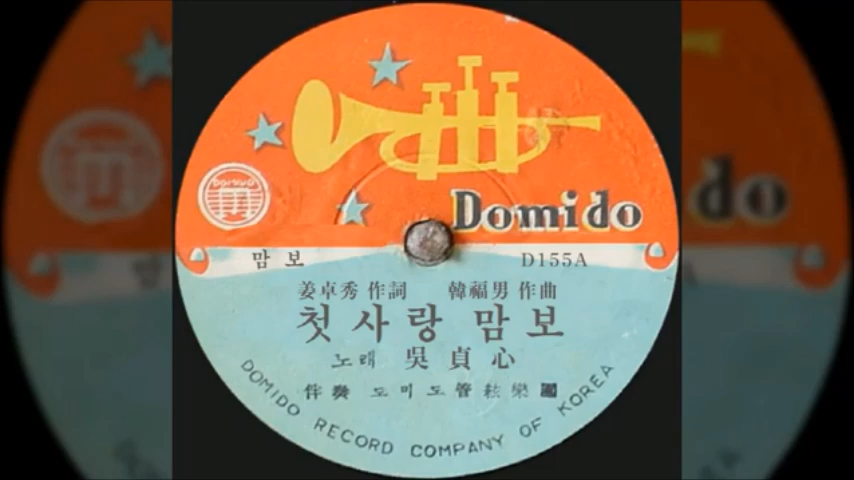 DOMIDO
Domido
맘보 D155A
姜卓秀 作詞 韓福男 作曲
첫사랑 맘보
노래 吳貞心
伴奏 도미도管絃樂團
DOMIDO RECORD COMPANY OF KOREA
do